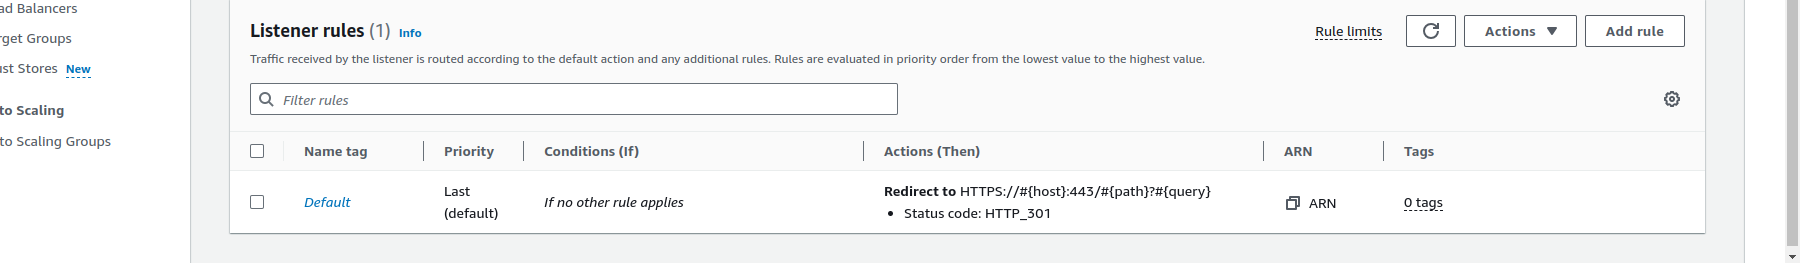 ad Balancers
rget Groups
ust Stores New
to Scaling
to Scaling Groups
Listener rules (1) Info
Rule limits
Actions
Add rule
Traffic received by the listener is routed according to the default action and any additional rules. Rules are evaluated in priority order from the lowest value to the highest value.
Filter rules
Name tag Priority Conditions (If) Actions (Then) ARN Tags
Default
Last
(default)
If no other rule applies
Redirect to HTTPS://#{host}:443/#{path}?#{query}
• Status code: HTTP_301
ARN
0 tags